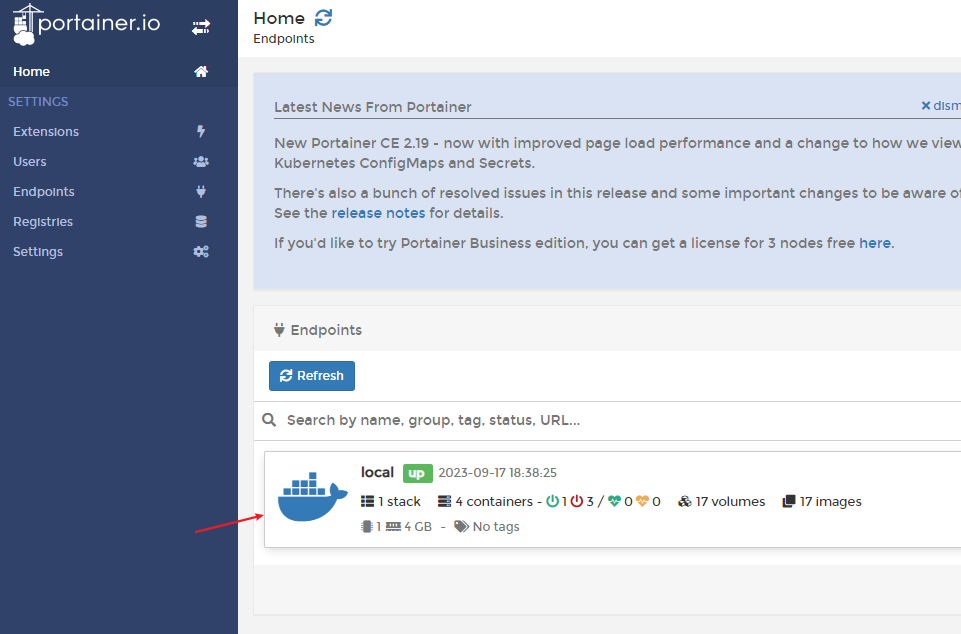 portainer.io
Home
SETTINGS
Extensions
Users
Endpoints
Registries
Settings
Home
Endpoints
Latest News From Portainer
dism
New Portainer CE 2.19 - now with improved page load performance and a change to how we view
Kubernetes ConfigMaps and Secrets.
There's also a bunch of resolved issues in this release and some important changes to be aware of
See the release notes for details.
If you'd like to try Portainer Business edition, you can get a license for 3 nodes free here.
Endpoints
Refresh
Search by name, group, tag, status, URL...
local up 2023-09-17 18:38:25
1 stack 4 containers - 1 3 / 0 0 17 volumes 17 images
1 4 GB - No tags